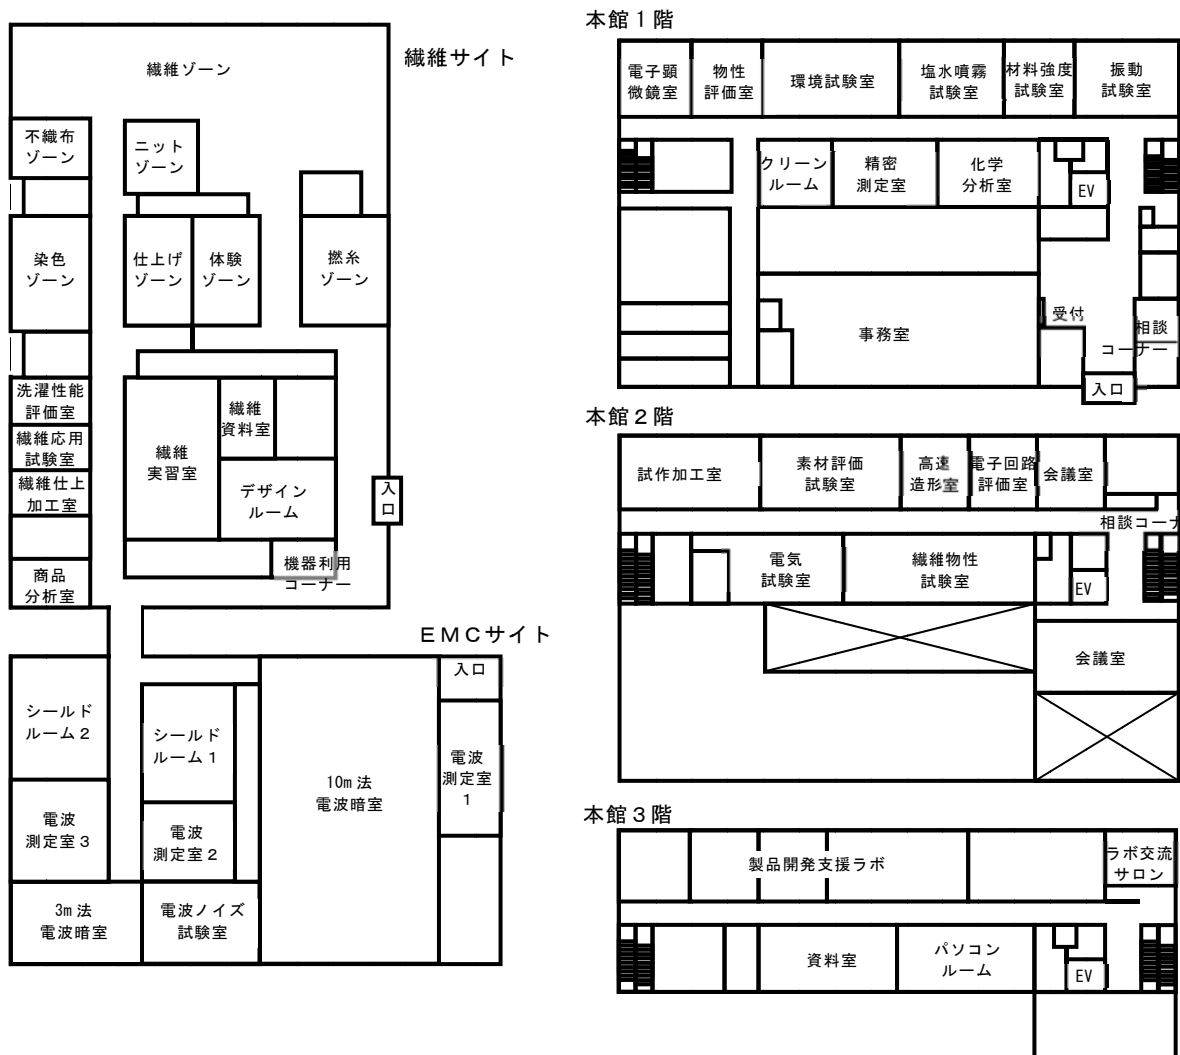 繊維サイト
繊維ゾーン
不織布
ゾーン
ニット
ゾーン
染色
ゾーン
仕上げ
ゾーン
体験
ゾーン
撚糸
ゾーン
洗濯性能
評価室
繊維応用
試験室
繊維仕上
加工室
商品
分析室
繊維
実習室
繊維
資料室
デザイン
ルーム
機器利用
コーナー
入
口
ＥＭＣサイト
シールド
ルーム２
シールド
ルーム１
電波
測定室３
電波
測定室２
3m法
電波暗室
電波ノイズ
試験室
10m法
電波暗室
入口
電波
測定室
１
本館１階
電子顕
微鏡室
物性
評価室
環境試験室
塩水噴霧
試験室
材料強度
試験室
振動
試験室
クリーン
ルーム
精密
測定室
化学
分析室
EV
事務室
受付
相談
コーナー
入口
本館２階
試作加工室
素材評価
試験室
高速
造形室
電子回路
評価室
会議室
相談コーナ
電気
試験室
繊維物性
試験室
EV
会議室
本館３階
製品開発支援ラボ
ラボ交流
サロン
資料室
パソコン
ルーム
EV